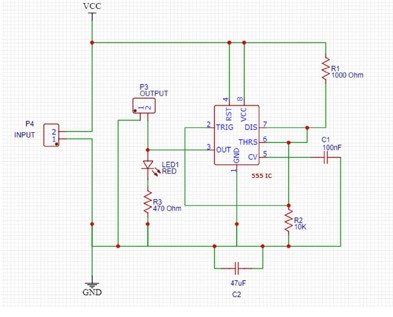 VCC
R1
1000 Ohm
P3
OUTPUT
1 2
4 8
RST
VCC
P4
INPUT
2
1
2 TRIG
DIS 7
THRS 6
3 OUT
CV 5
GND
1
555 IC
C1
100nF
LED1
RED
R3
470 Ohm
R2
10K
47uF
C2
GND